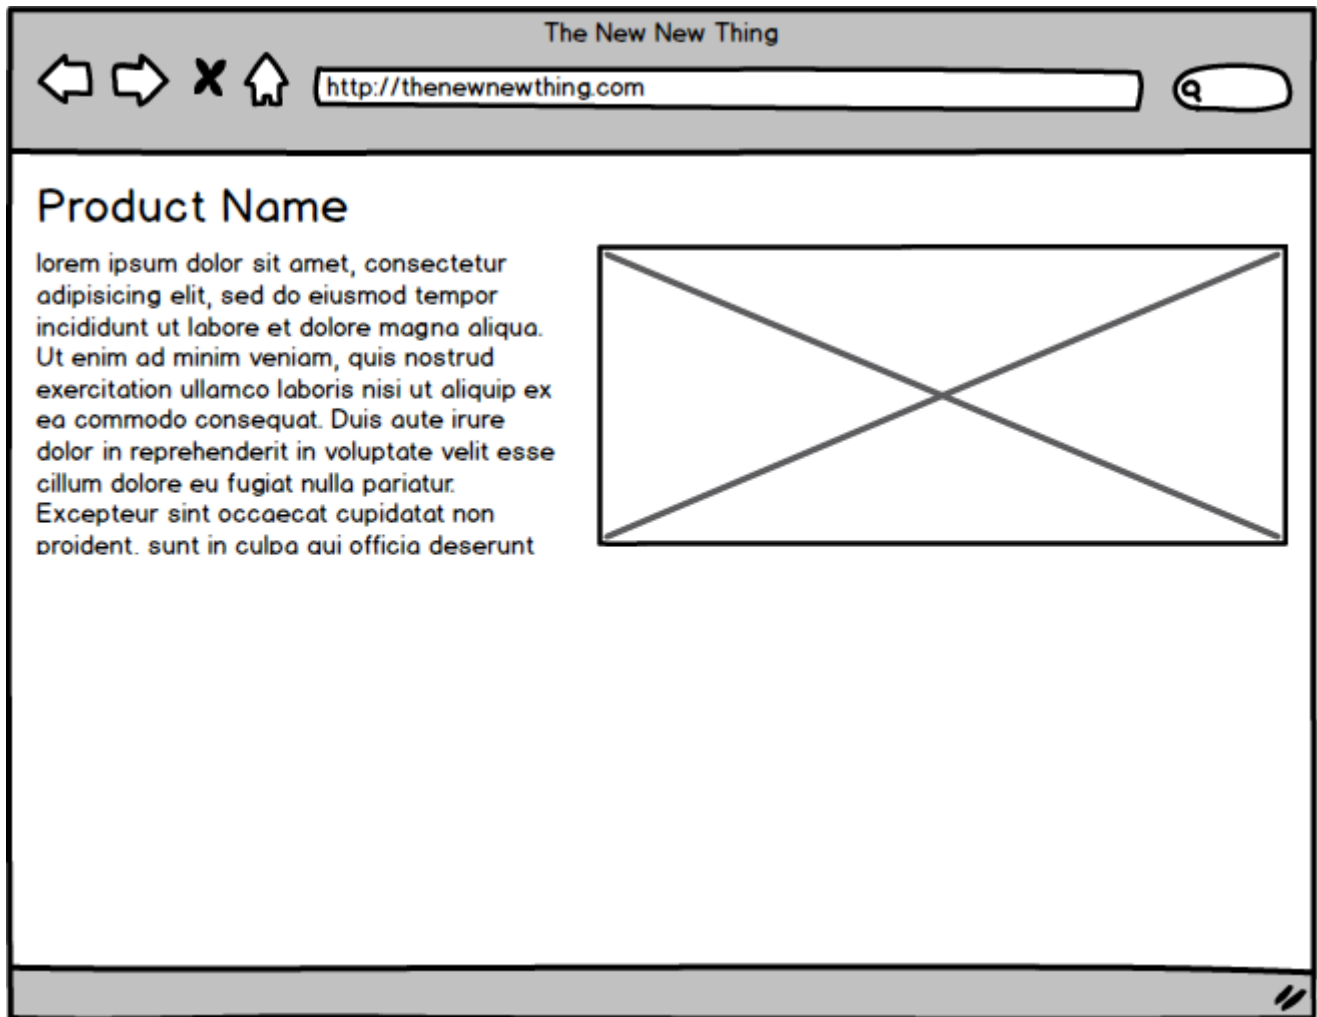 The New New Thing
http://thenewnewthing.com
Product Name
lorem ipsum dolor sit amet, consectetur
adipisicing elit, sed do eiusmod tempor
incididunt ut labore et dolore magna aliqua.
Ut enim ad minim veniam, quis nostrud
exercitation ullamco laboris nisi ut aliquip ex
ea commodo consequat. Duis aute irure
dolor in reprehenderit in voluptate velit esse
cillum dolore eu fugiat nulla pariatur.
Excepteur sint occaecat cupidatat non
proident, sunt in culpa qui officia deserunt